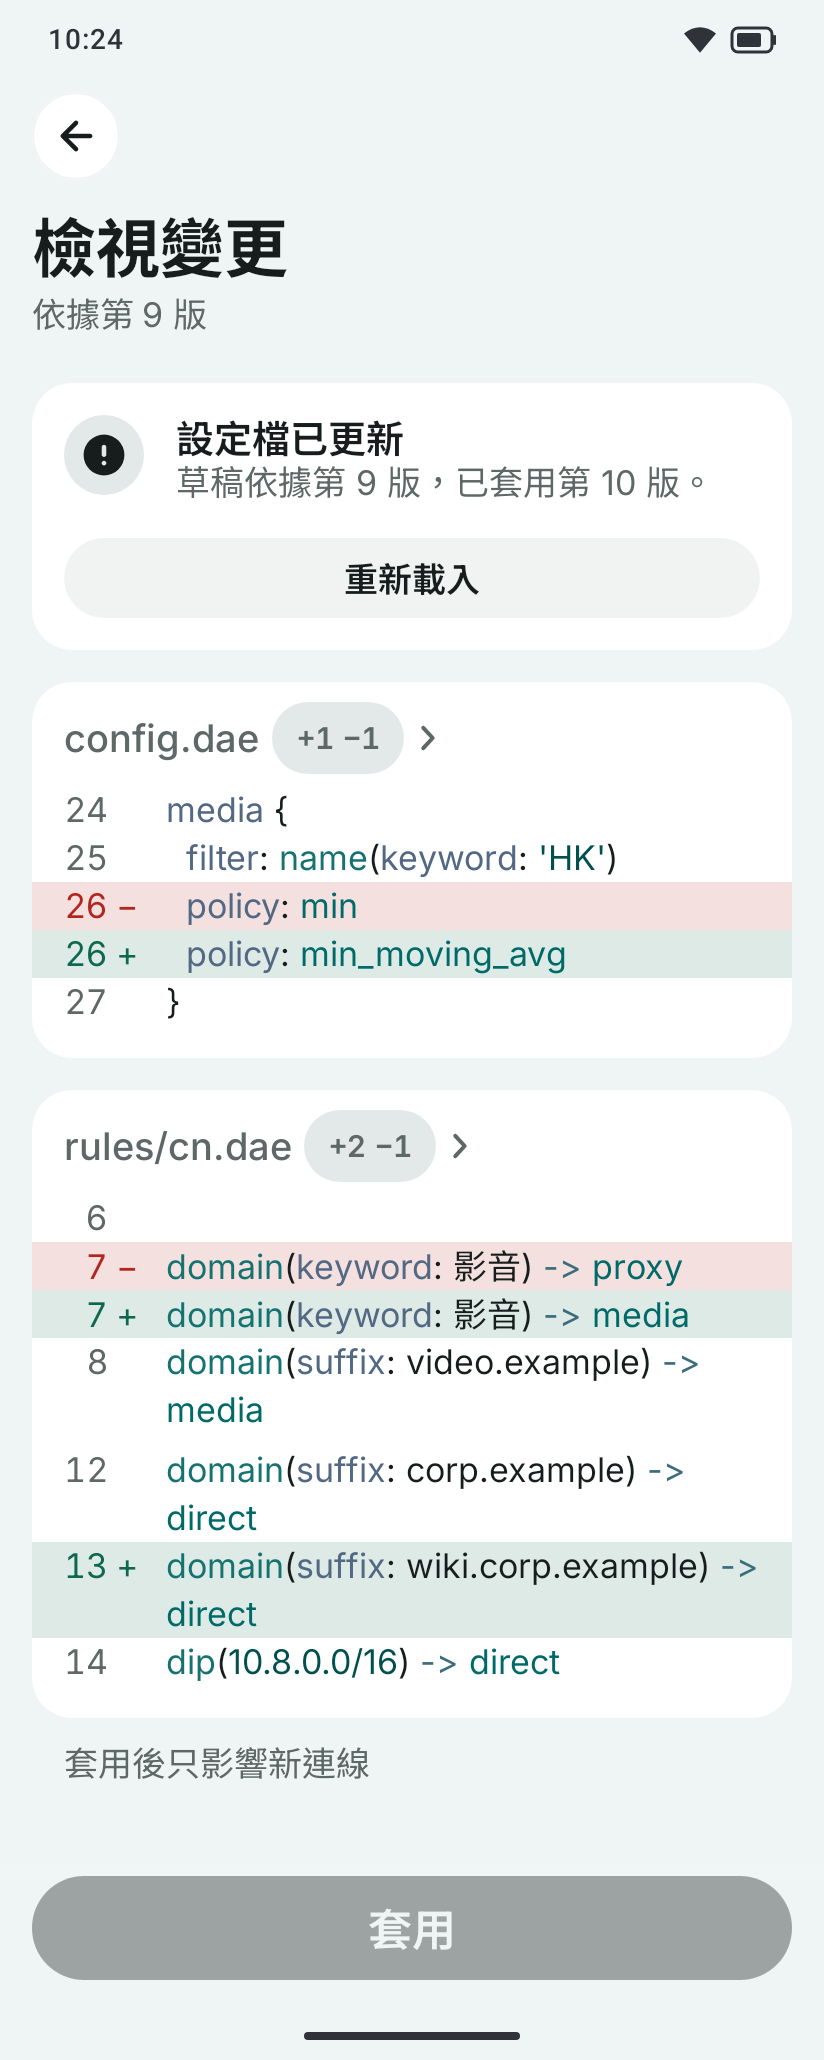 10:24
檢視變更
依據第 9 版
設定檔已更新
草稿依據第 9 版，已套用第 10 版。
重新載入
config.dae +1 −1
24 media {
25 filter: name(keyword: 'HK')
26 − policy: min
26 + policy: min_moving_avg
27 }
rules/cn.dae +2 −1
6
7 − domain(keyword: 影音) -> proxy
7 + domain(keyword: 影音) -> media
8 domain(suffix: video.example) ->
media
12 domain(suffix: corp.example) ->
direct
13 + domain(suffix: wiki.corp.example) ->
direct
14 dip(10.8.0.0/16) -> direct
套用後只影響新連線
套用